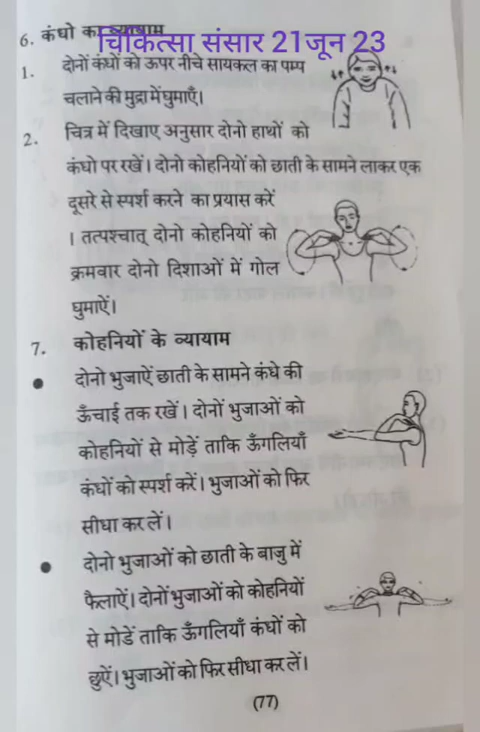 6. कंधो का व्यायाम
चिकित्सा संसार 21जून 23
1. दोनों कंधों को ऊपर नीचे सायकल का पम्प
चलाने की मुद्रा में घुमाएँ।
2. चित्र में दिखाए अनुसार दोनो हाथों को
कंघो पर रखें। दोनो कोहनियों को छाती के सामने लाकर एक
दूसरे से स्पर्श करने का प्रयास करें
। तत्पश्चात् दोनो कोहनियों को
क्रमवार दोनो दिशाओं में गोल
घुमाऐं।
7. कोहनियों के व्यायाम
● दोनो भुजाऐं छाती के सामने कंधे की
ऊँचाई तक रखें। दोनों भुजाओं को
कोहनियों से मोड़ें ताकि ऊँगलियाँ
कंधों को स्पर्श करें। भुजाओं को फिर
सीधा कर लें।
● दोनो भुजाओं को छाती के बाजु में
फैलाऐं। दोनों भुजाओं को कोहनियों
से मोडें ताकि ऊँगलियाँ कंधों को
छुऐं। भुजाओं को फिर सीधा कर लें।
(77)